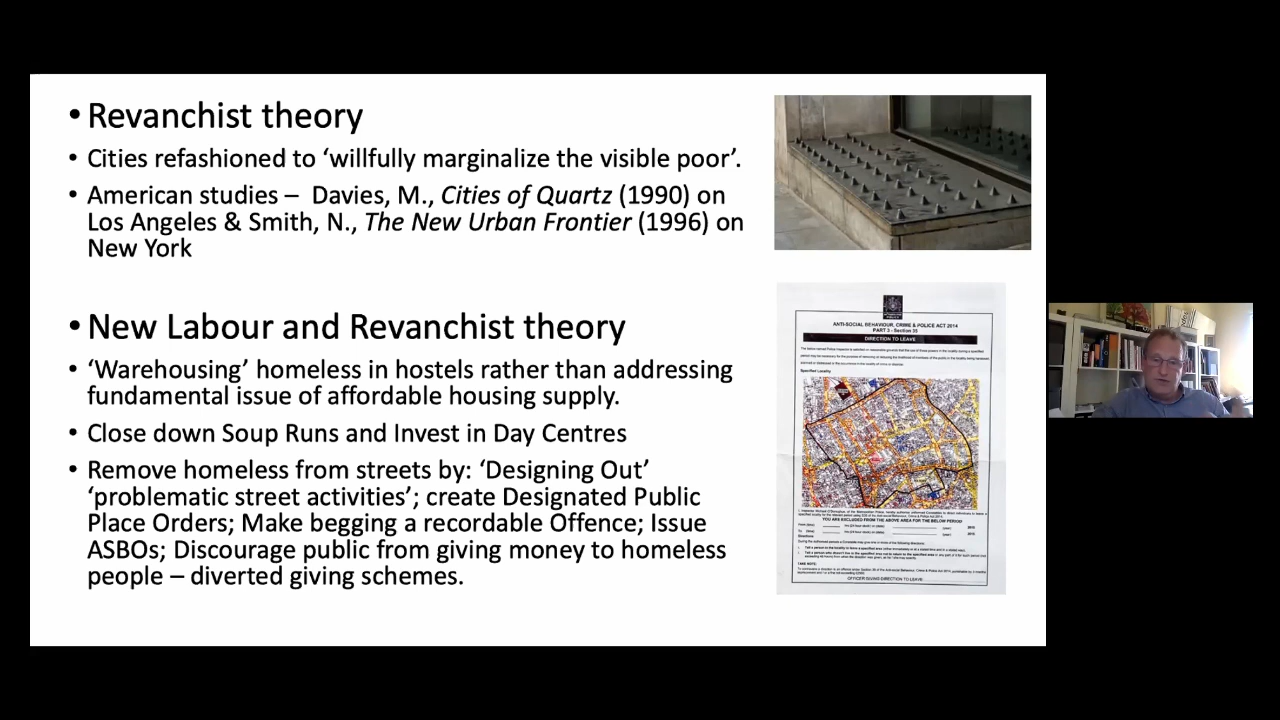 • Revanchist theory
• Cities refashioned to ‘willfully marginalize the visible poor’.
• American studies – Davies, M., Cities of Quartz (1990) on
Los Angeles & Smith, N., The New Urban Frontier (1996) on
New York
• New Labour and Revanchist theory
• ‘Warehousing’ homeless in hostels rather than addressing
fundamental issue of affordable housing supply.
• Close down Soup Runs and Invest in Day Centres
• Remove homeless from streets by: ‘Designing Out’
‘problematic street activities’; create Designated Public
Place Orders; Make begging a recordable Offence; Issue
ASBOs; Discourage public from giving money to homeless
people – diverted giving schemes.
ANTI-SOCIAL BEHAVIOUR, CRIME & POLICE ACT 2014
PART 3 - Section 35
DIRECTION TO LEAVE
Specified Locality
YOU ARE EXCLUDED FROM THE ABOVE AREA FOR THE BELOW PERIOD
Directions
OFFICER GIVING DIRECTION TO LEAVE